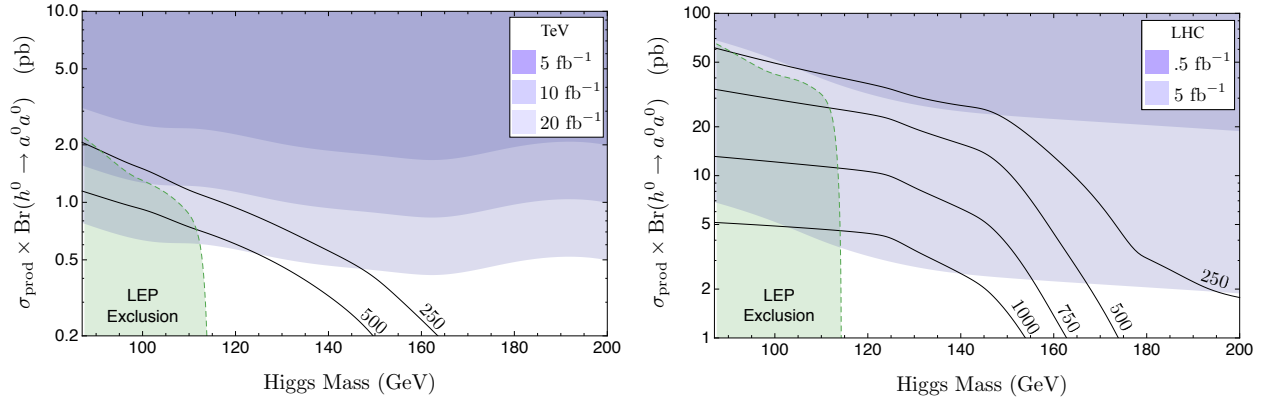 10.0
5.0
2.0
1.0
0.5
0.2
σ_prod × Br(h⁰ → a⁰a⁰) (pb)
TeV
5 fb⁻¹
10 fb⁻¹
20 fb⁻¹
LEP
Exclusion
500
250
100 120 140 160 180 200
Higgs Mass (GeV)
100
50
20
10
5
2
1
σ_prod × Br(h⁰ → a⁰a⁰) (pb)
LHC
.5 fb⁻¹
5 fb⁻¹
LEP
Exclusion
1000
750
500
250
100 120 140 160 180 200
Higgs Mass (GeV)